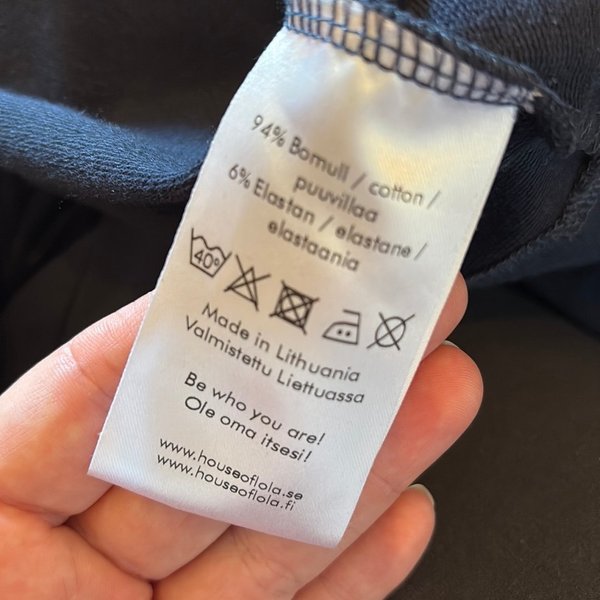 94% Bomull / cotton /
puuvillaa
6% Elastan / elastane /
elastaania
40°
Made in Lithuania
Valmistettu Liettuassa
Be who you are!
Ole oma itsesi!
www.houseoflola.se
www.houseoflola.fi